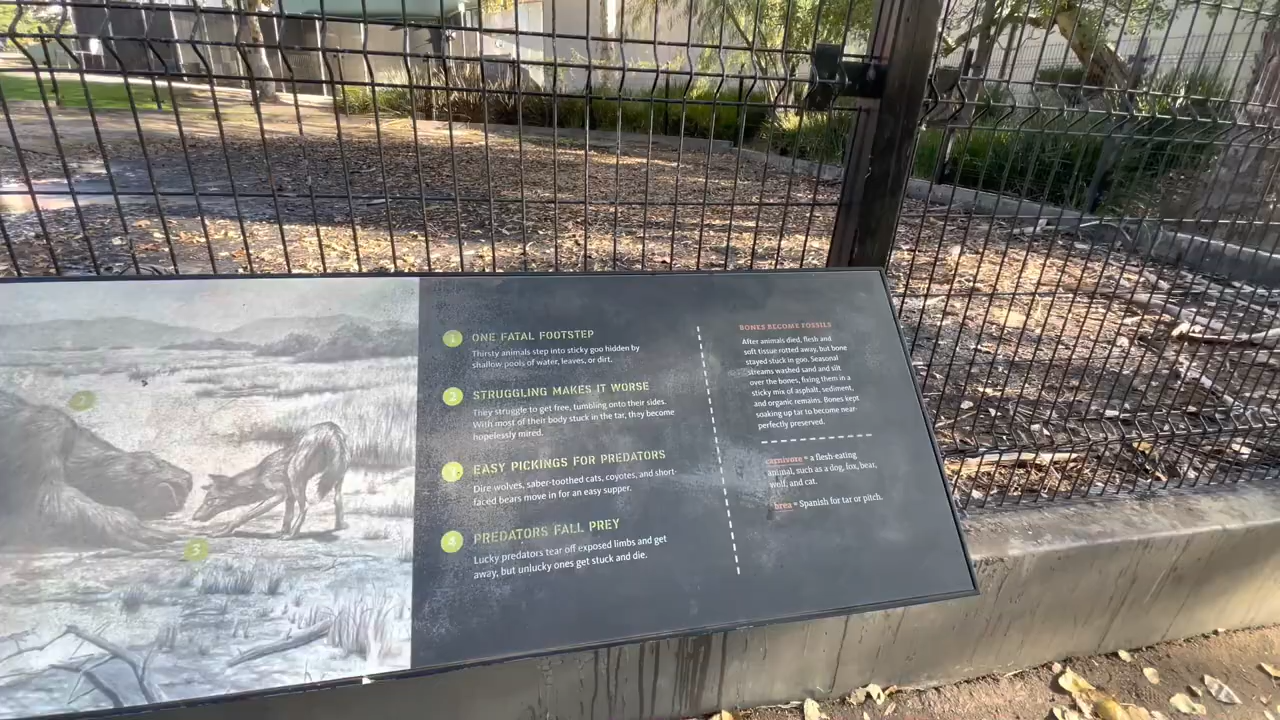 1 ONE FATAL FOOTSTEP
Thirsty animals step into sticky goo hidden by
shallow pools of water, leaves, or dirt.
2 STRUGGLING MAKES IT WORSE
They struggle to get free, tumbling onto their sides.
With most of their body stuck in the tar, they become
hopelessly mired.
EASY PICKINGS FOR PREDATORS
Dire wolves, saber-toothed cats, coyotes, and short-
faced bears move in for an easy supper.
PREDATORS FALL PREY
Lucky predators tear off exposed limbs and get
away, but unlucky ones get stuck and die.
BONES BECOME FOSSILS
After animals died, flesh and
soft tissue rotted away, but bone
stayed stuck in goo. Seasonal
streams washed sand and silt
over the bones, fixing them in a
sticky mix of asphalt, sediment,
and organic remains. Bones kept
soaking up tar to become near-
perfectly preserved.
carnivore = a flesh-eating
animal, such as a dog, fox, bear,
wolf, and cat.
brea = Spanish for tar or pitch.